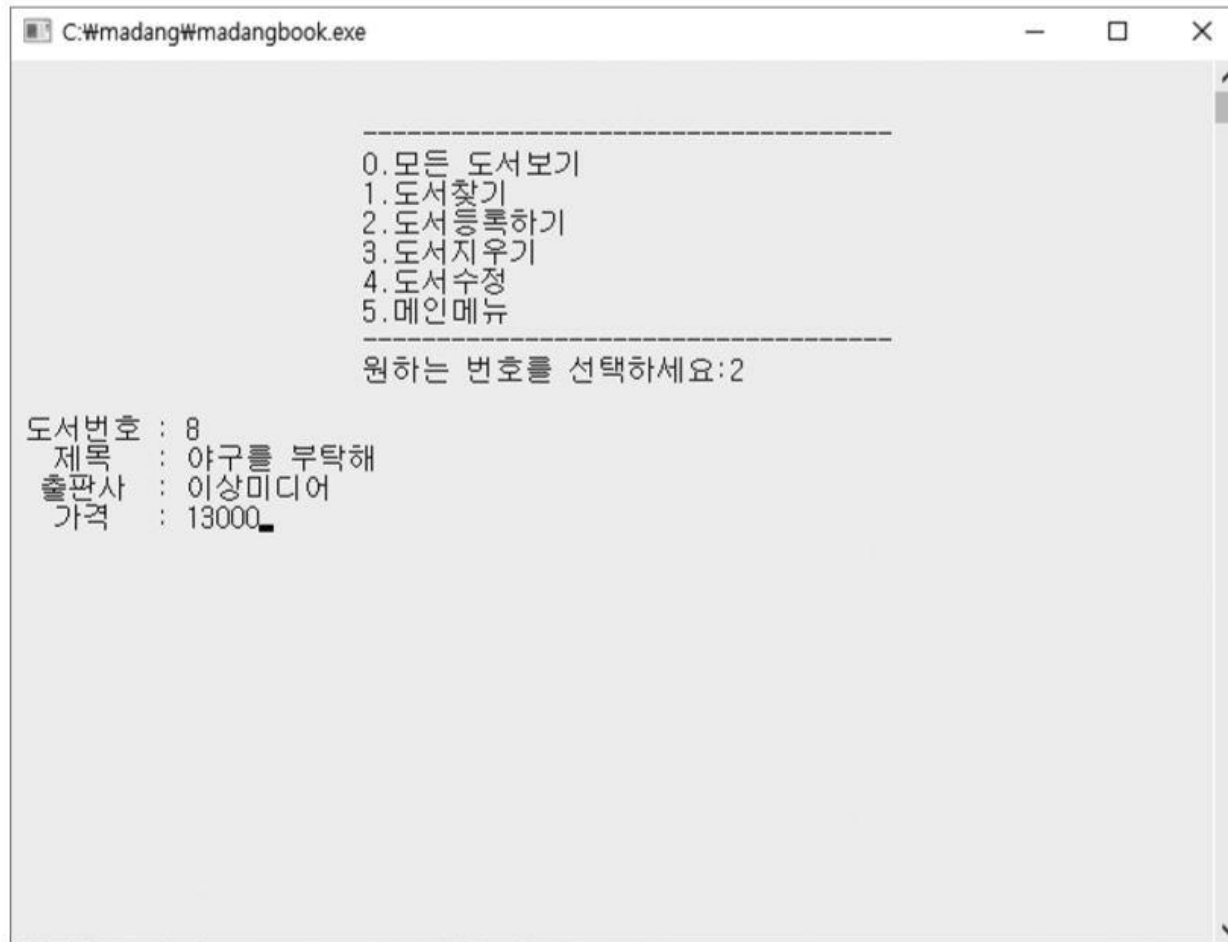 C:₩madang₩madangbook.exe
------------------------------------
0.모든 도서보기
1.도서찾기
2.도서등록하기
3.도서지우기
4.도서수정
5.메인메뉴
------------------------------------
원하는 번호를 선택하세요:2
도서번호 : 8
제목 : 야구를 부탁해
출판사 : 이상미디어
가격 : 13000